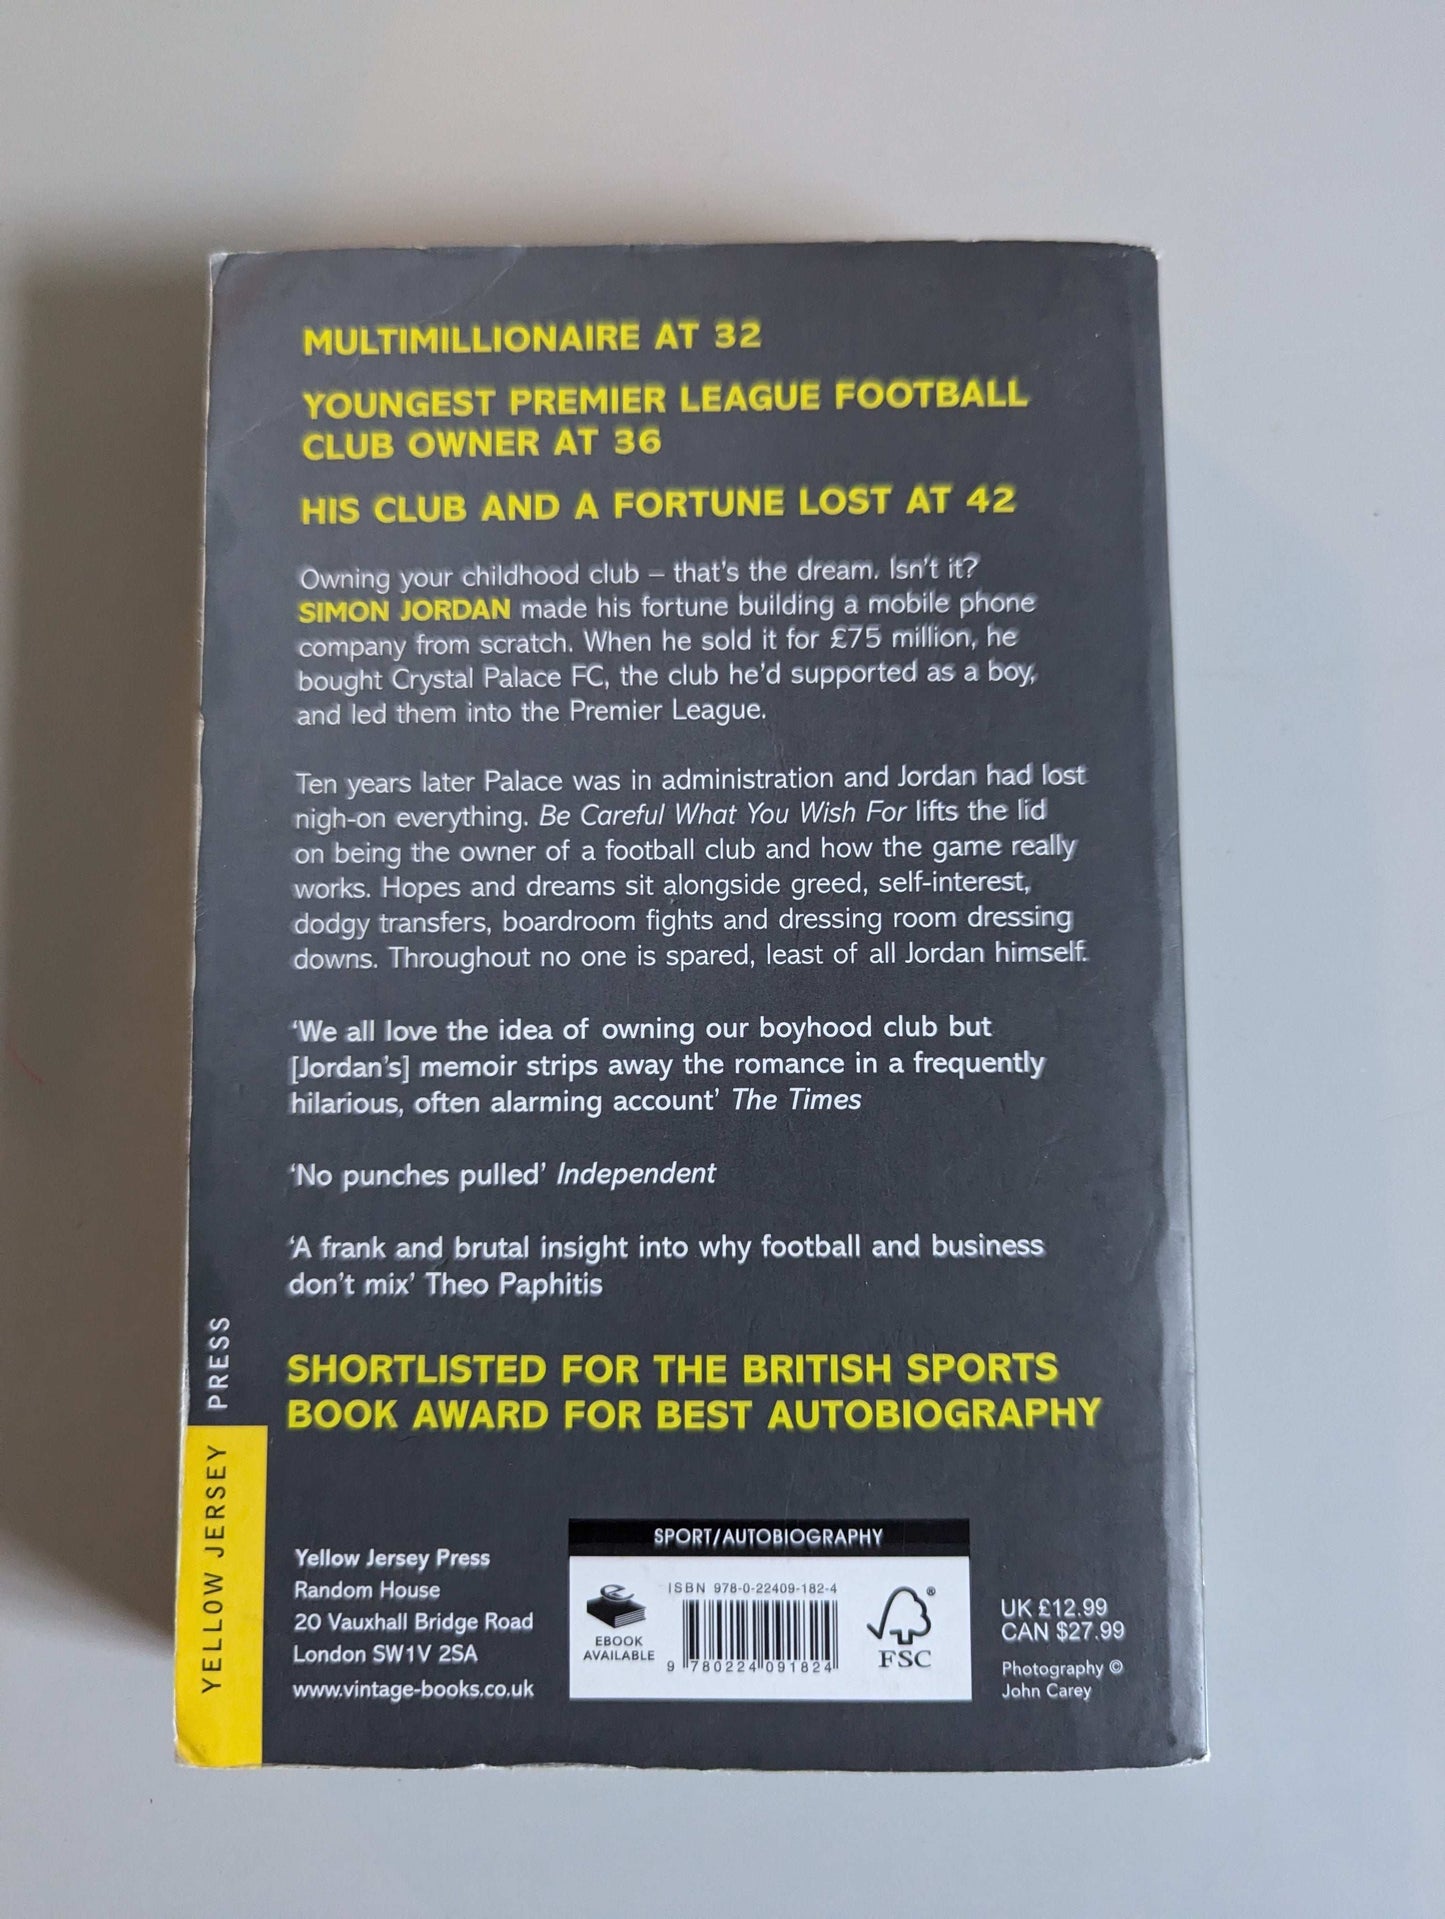 MULTIMILLIONAIRE AT 32
YOUNGEST PREMIER LEAGUE FOOTBALL
CLUB OWNER AT 36
HIS CLUB AND A FORTUNE LOST AT 42
Owning your childhood club – that's the dream. Isn't it?
SIMON JORDAN made his fortune building a mobile phone
company from scratch. When he sold it for £75 million, he
bought Crystal Palace FC, the club he'd supported as a boy,
and led them into the Premier League.
Ten years later Palace was in administration and Jordan had lost
nigh-on everything. Be Careful What You Wish For lifts the lid
on being the owner of a football club and how the game really
works. Hopes and dreams sit alongside greed, self-interest,
dodgy transfers, boardroom fights and dressing room dressing
downs. Throughout no one is spared, least of all Jordan himself.
'We all love the idea of owning our boyhood club but
[Jordan's] memoir strips away the romance in a frequently
hilarious, often alarming account' The Times
'No punches pulled' Independent
'A frank and brutal insight into why football and business
don't mix' Theo Paphitis
SHORTLISTED FOR THE BRITISH SPORTS
BOOK AWARD FOR BEST AUTOBIOGRAPHY
YELLOW JERSEY PRESS
Yellow Jersey Press
Random House
20 Vauxhall Bridge Road
London SW1V 2SA
www.vintage-books.co.uk
SPORT/AUTOBIOGRAPHY
e
EBOOK
AVAILABLE
ISBN 978-0-22409-182-4
9 780224 091824
®
FSC
UK £12.99
CAN $27.99
Photography ©
John Carey